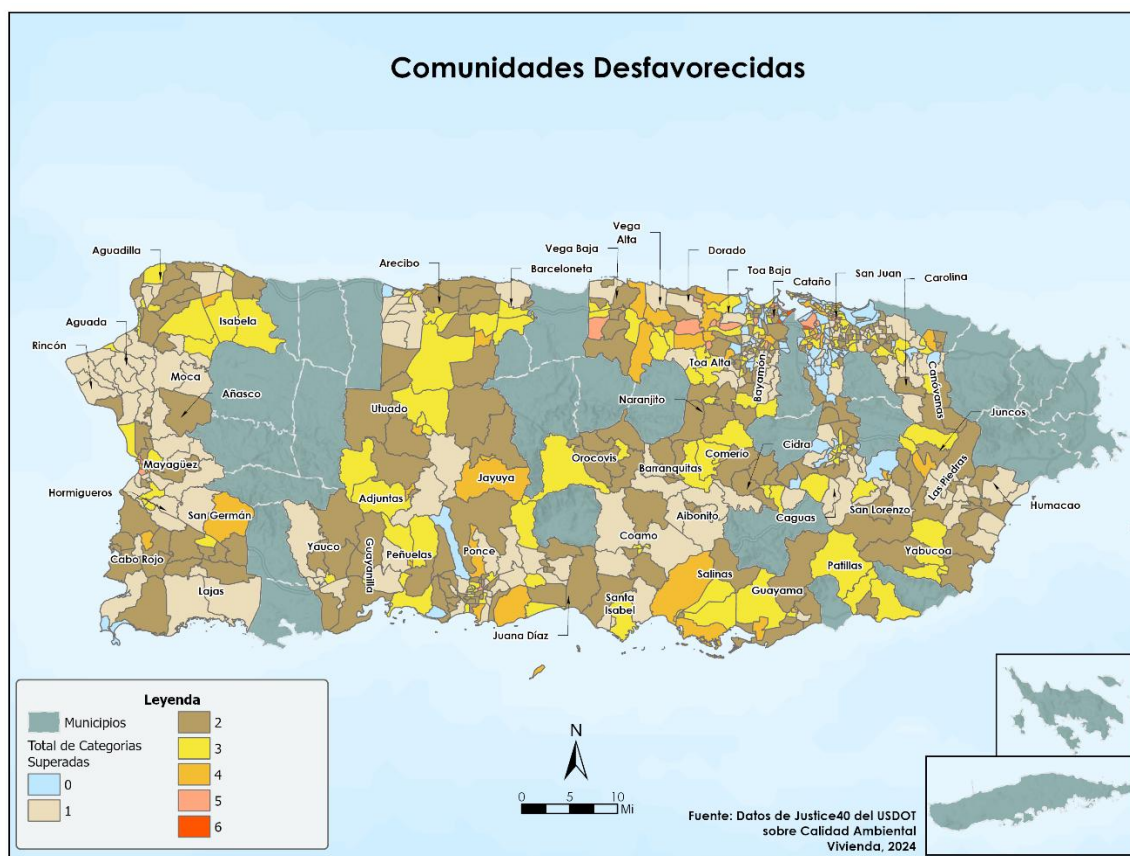 Comunidades Desfavorecidas
Vega
Alta
Aguadilla
Vega Baja
Dorado
Arecibo
Barceloneta
Toa Baja
San Juan
Cataño
Carolina
Isabela
Aguada
Rincón
Moca
Toa Alta
Bayamón
Canóvanas
Añasco
Utuado
Naranjito
Juncos
Cidra
Orocovis
Comerío
Mayagüez
Barranquitas
Jayuya
Las Piedras
Hormigueros
Adjuntas
San Germán
Aibonito
Caguas
San Lorenzo
Humacao
Coamo
Yauco
Guayanilla
Peñuelas
Ponce
Cabo Rojo
Yabucoa
Salinas
Patillas
Lajas
Santa
Isabel
Guayama
Juana Díaz
Leyenda
Municipios
Total de Categorias
Superadas
0
1
2
3
4
5
6
N
0 5 10
Mi
Fuente: Datos de Justice40 del USDOT
sobre Calidad Ambiental
Vivienda, 2024